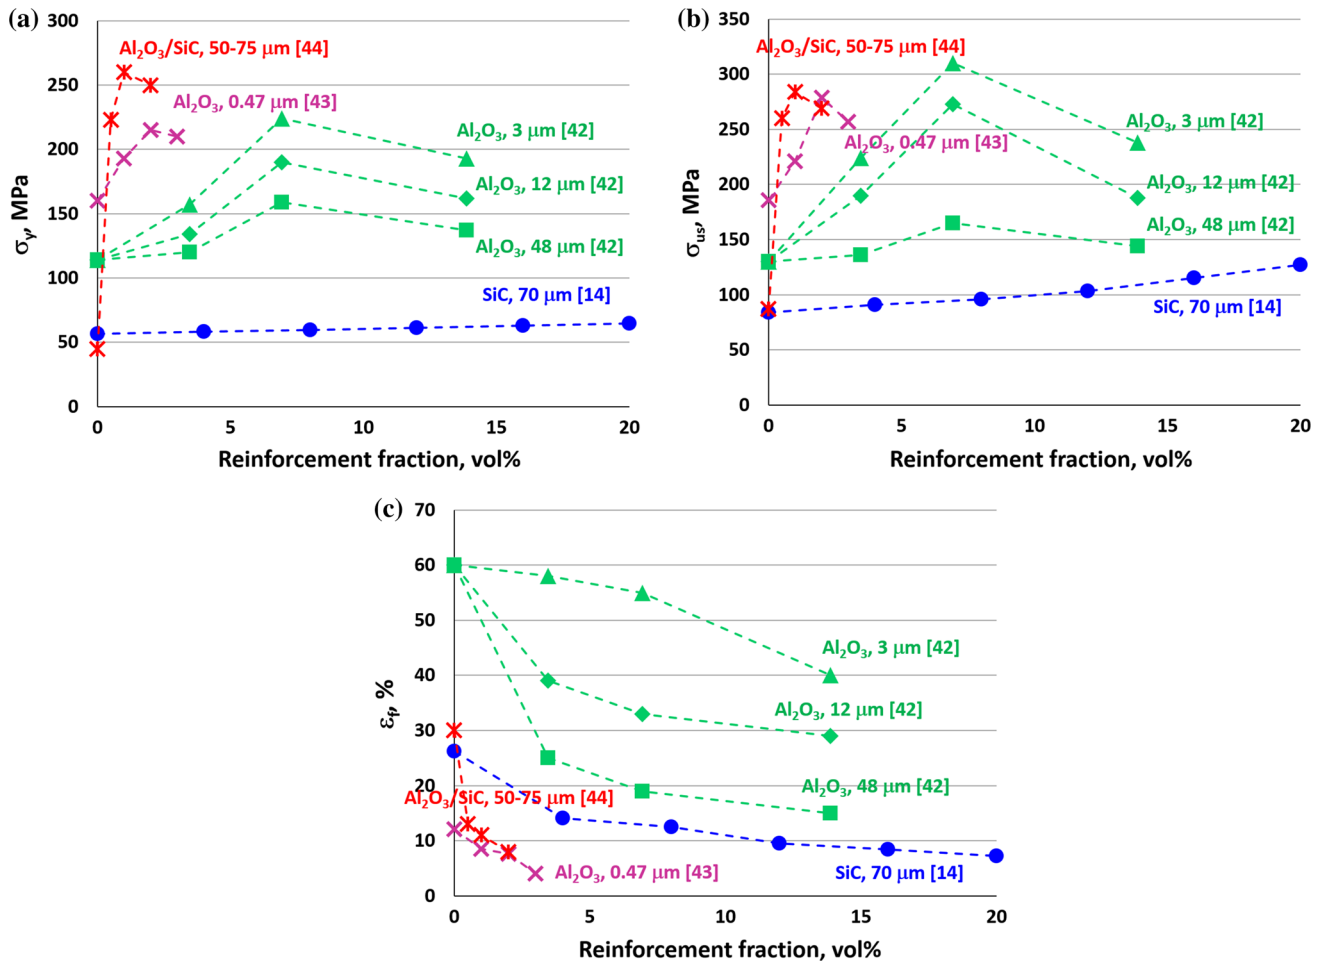 (a)
300
250
200
150
100
50
0
σy, MPa
Al₂O₃/SiC, 50-75 μm [44]
Al₂O₃, 0.47 μm [43]
Al₂O₃, 3 μm [42]
Al₂O₃, 12 μm [42]
Al₂O₃, 48 μm [42]
SiC, 70 μm [14]
0 5 10 15 20
Reinforcement fraction, vol%
(b)
350
300
250
200
150
100
50
0
σus, MPa
Al₂O₃/SiC, 50-75 μm [44]
Al₂O₃, 3 μm [42]
Al₂O₃, 0.47 μm [43]
Al₂O₃, 12 μm [42]
Al₂O₃, 48 μm [42]
SiC, 70 μm [14]
0 5 10 15 20
Reinforcement fraction, vol%
(c)
70
60
50
40
30
20
10
0
εf, %
Al₂O₃, 3 μm [42]
Al₂O₃, 12 μm [42]
Al₂O₃, 48 μm [42]
Al₂O₃/SiC, 50-75 μm [44]
Al₂O₃, 0.47 μm [43]
SiC, 70 μm [14]
0 5 10 15 20
Reinforcement fraction, vol%